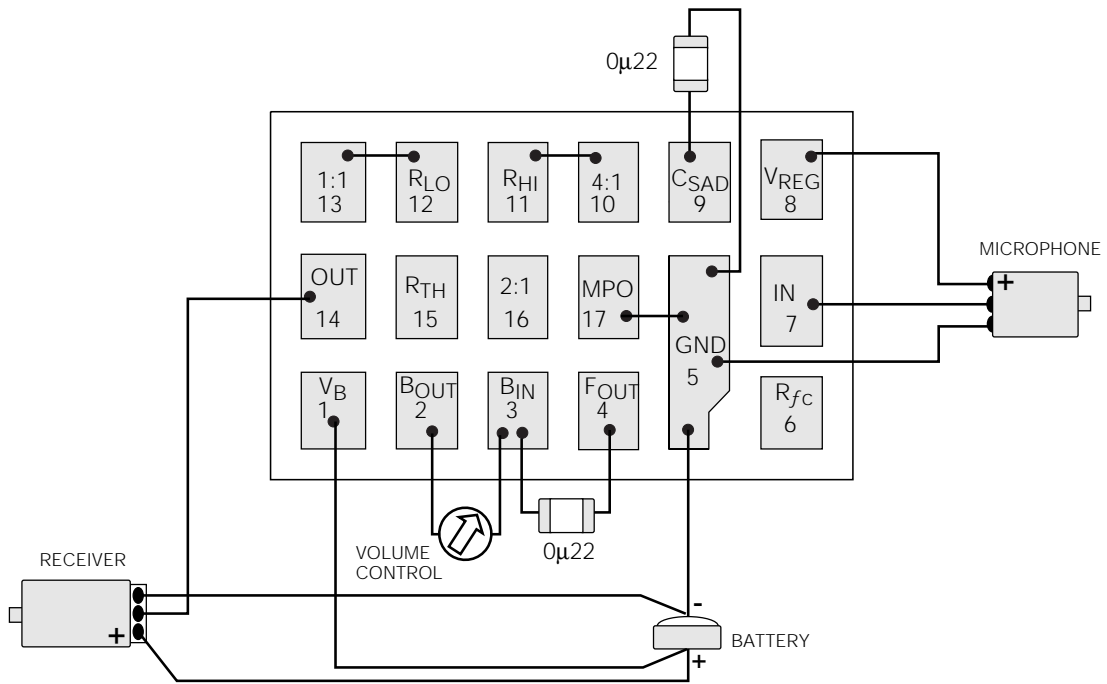 0µ22
1:1
13
RLO
12
RHI
11
4:1
10
CSAD
9
VREG
8
MICROPHONE
+
OUT
14
RTH
15
2:1
16
MPO
17
GND
5
IN
7
VB
1
BOUT
2
BIN
3
FOUT
4
Rfc
6
VOLUME
CONTROL
0µ22
RECEIVER
+
-
BATTERY
+